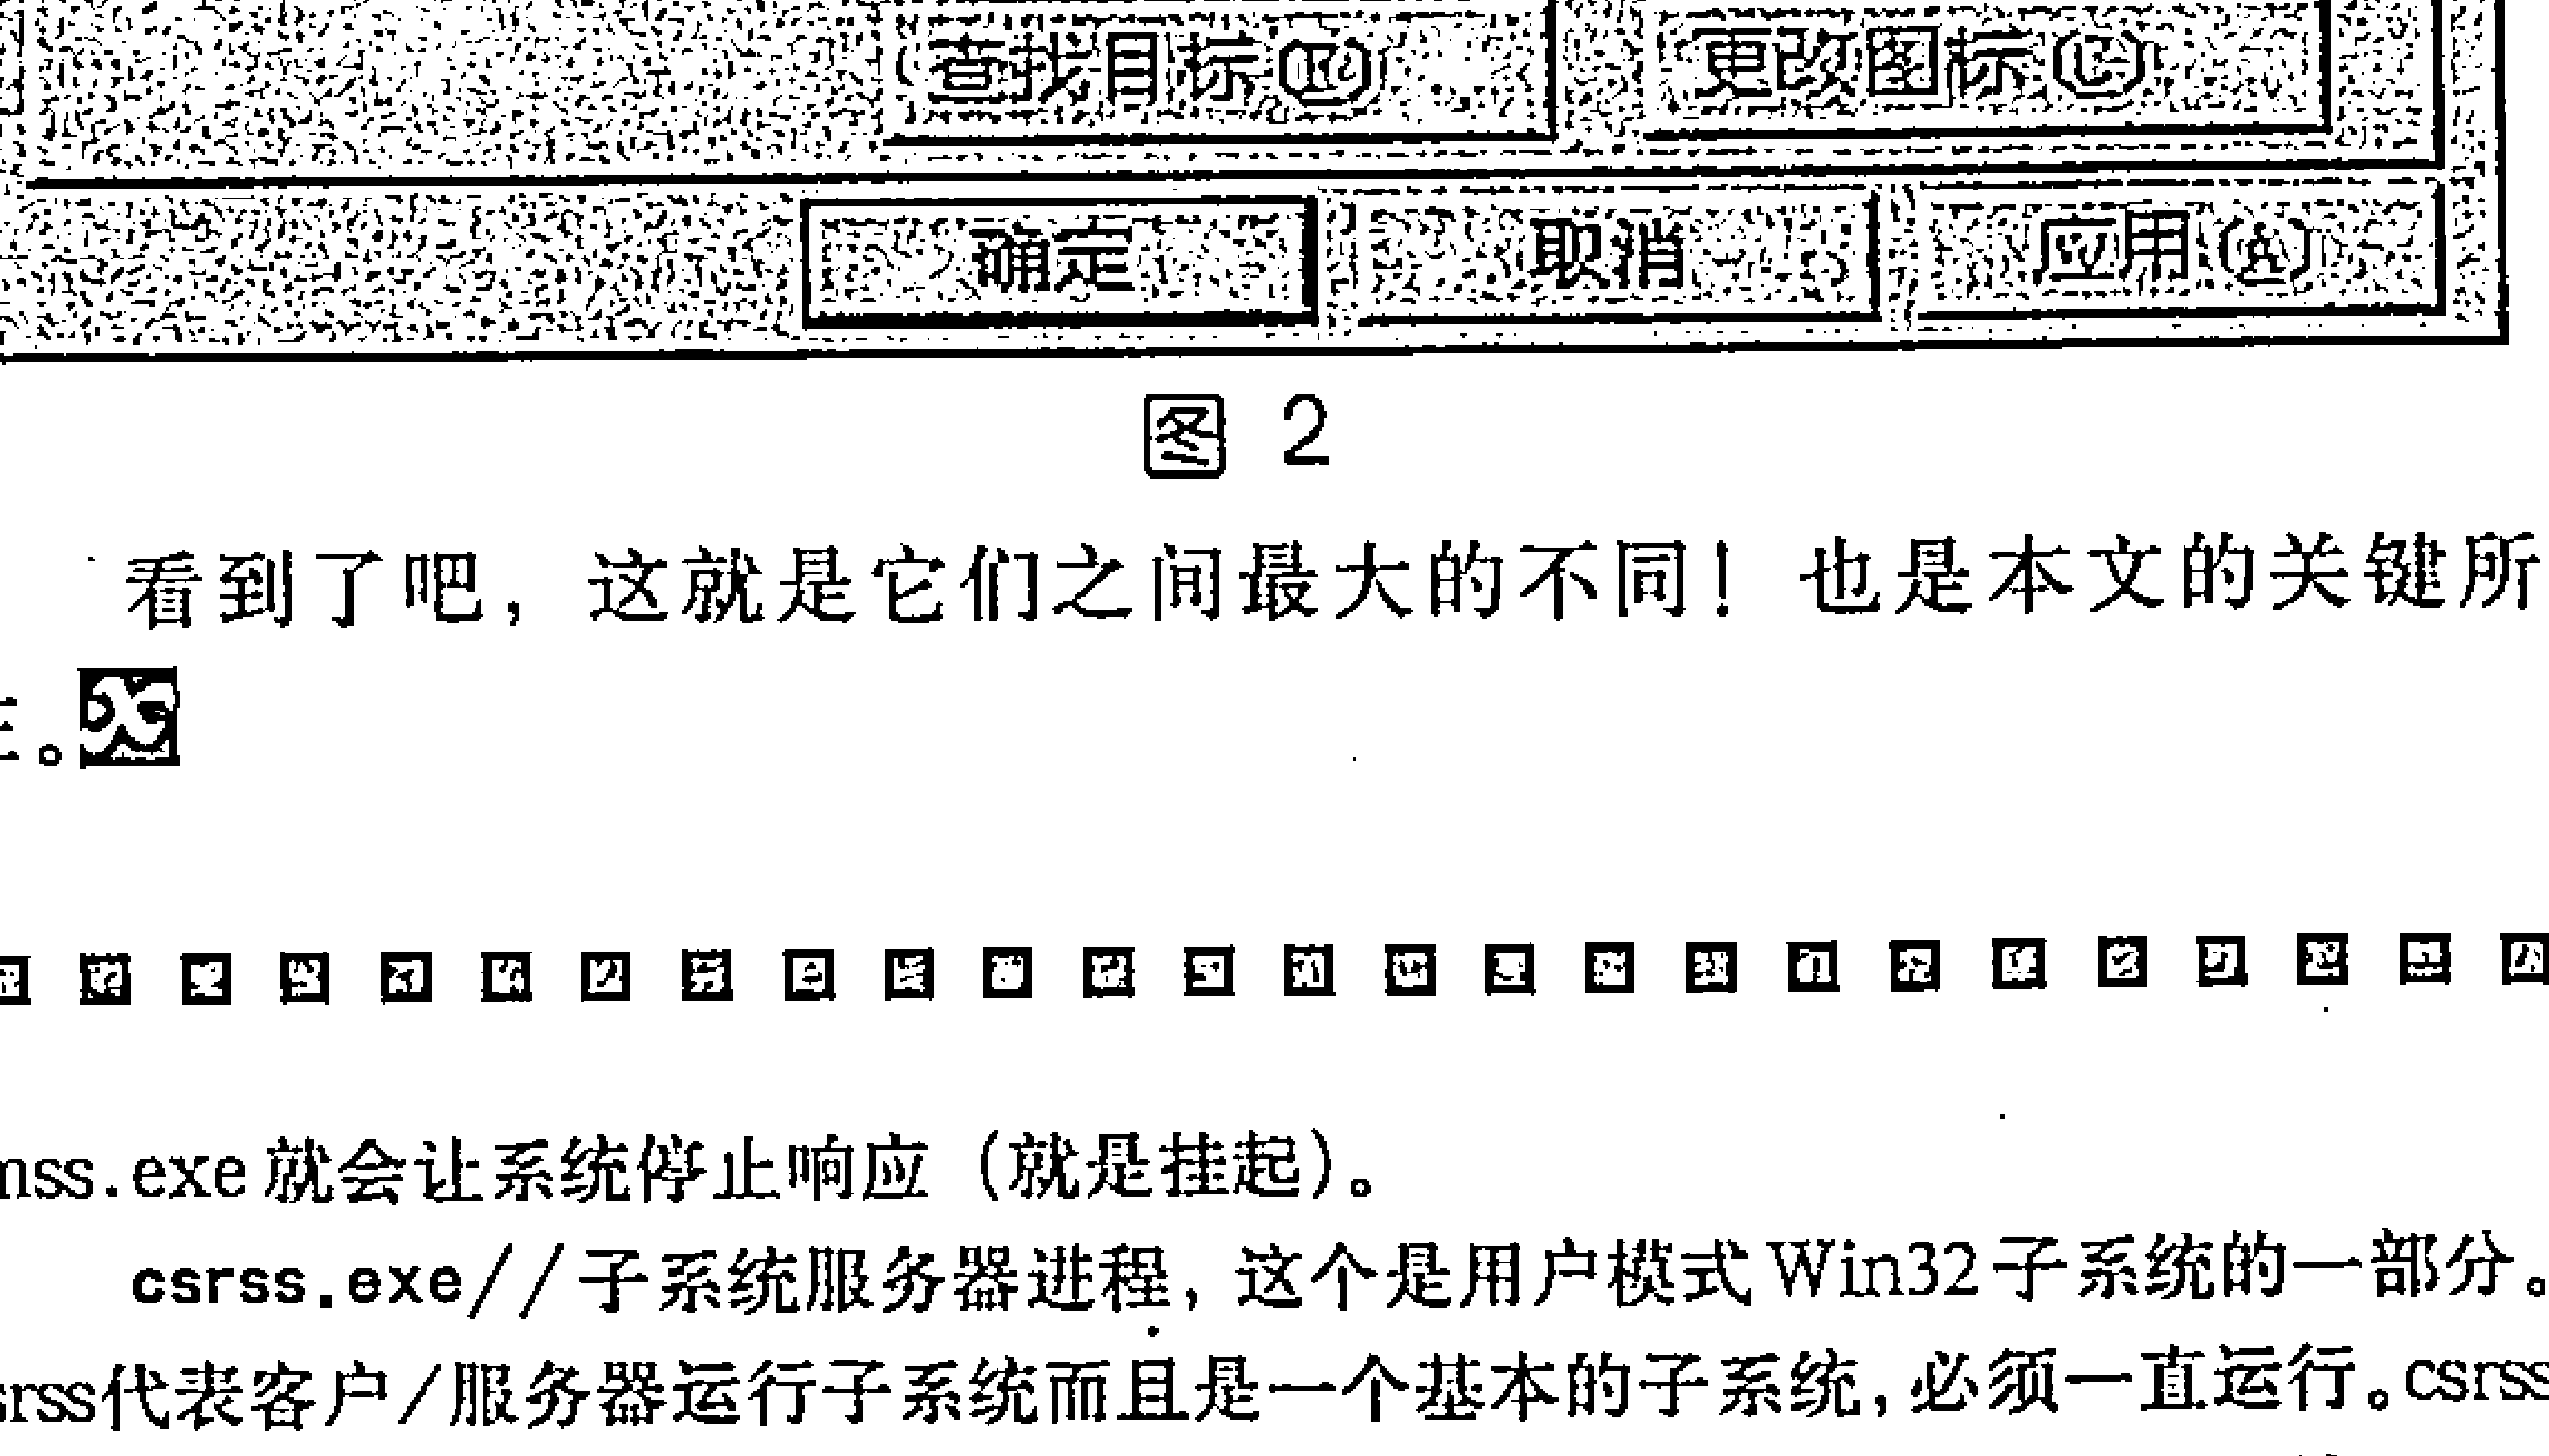 查找目标 更改图标
确定 取消 应用(A)
图 2
看到了吧，这就是它们之间最大的不同！也是本文的关键所
。
mss.exe就会让系统停止响应（就是挂起）。
csrss.exe//子系统服务器进程，这个是用户模式Win32子系统的一部分。
srss代表客户/服务器运行子系统而且是一个基本的子系统，必须一直运行。csrss